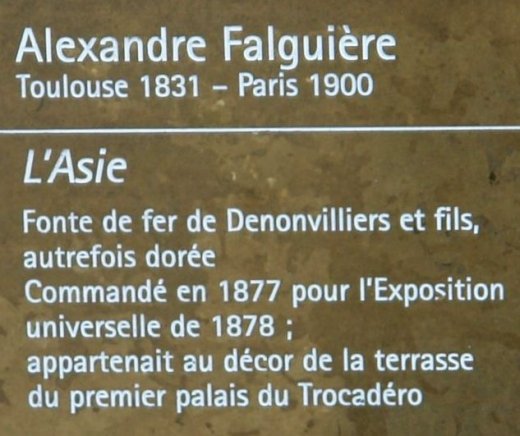 Alexandre Falguière
Toulouse 1831 – Paris 1900
L'Asie
Fonte de fer de Denonvilliers et fils,
autrefois dorée
Commandé en 1877 pour l'Exposition
universelle de 1878 ;
appartenait au décor de la terrasse
du premier palais du Trocadéro